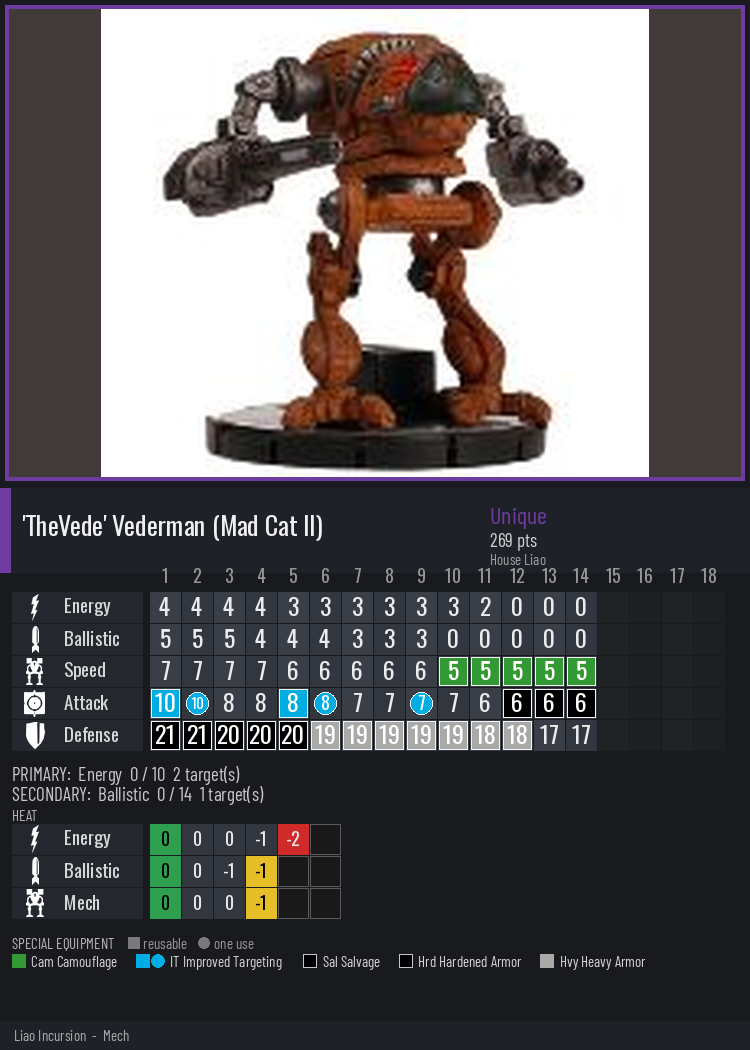 'TheVede' Vederman (Mad Cat II)
Unique
269 pts
House Liao
1 2 3 4 5 6 7 8 9 10 11 12 13 14 15 16 17 18
Energy 4 4 4 4 3 3 3 3 3 3 2 0 0 0
Ballistic 5 5 5 4 4 4 3 3 3 0 0 0 0 0
Speed 7 7 7 7 6 6 6 6 6 5 5 5 5 5
Attack 10 10 8 8 8 8 7 7 7 7 6 6 6 6
Defense 21 21 20 20 20 19 19 19 19 19 18 18 17 17
PRIMARY: Energy 0 / 10 2 target(s)
SECONDARY: Ballistic 0 / 14 1 target(s)
HEAT
Energy 0 0 0 -1 -2
Ballistic 0 0 -1 -1
Mech 0 0 0 -1
SPECIAL EQUIPMENT reusable one use
Cam Camouflage IT Improved Targeting Sal Salvage Hrd Hardened Armor Hvy Heavy Armor
Liao Incursion - Mech